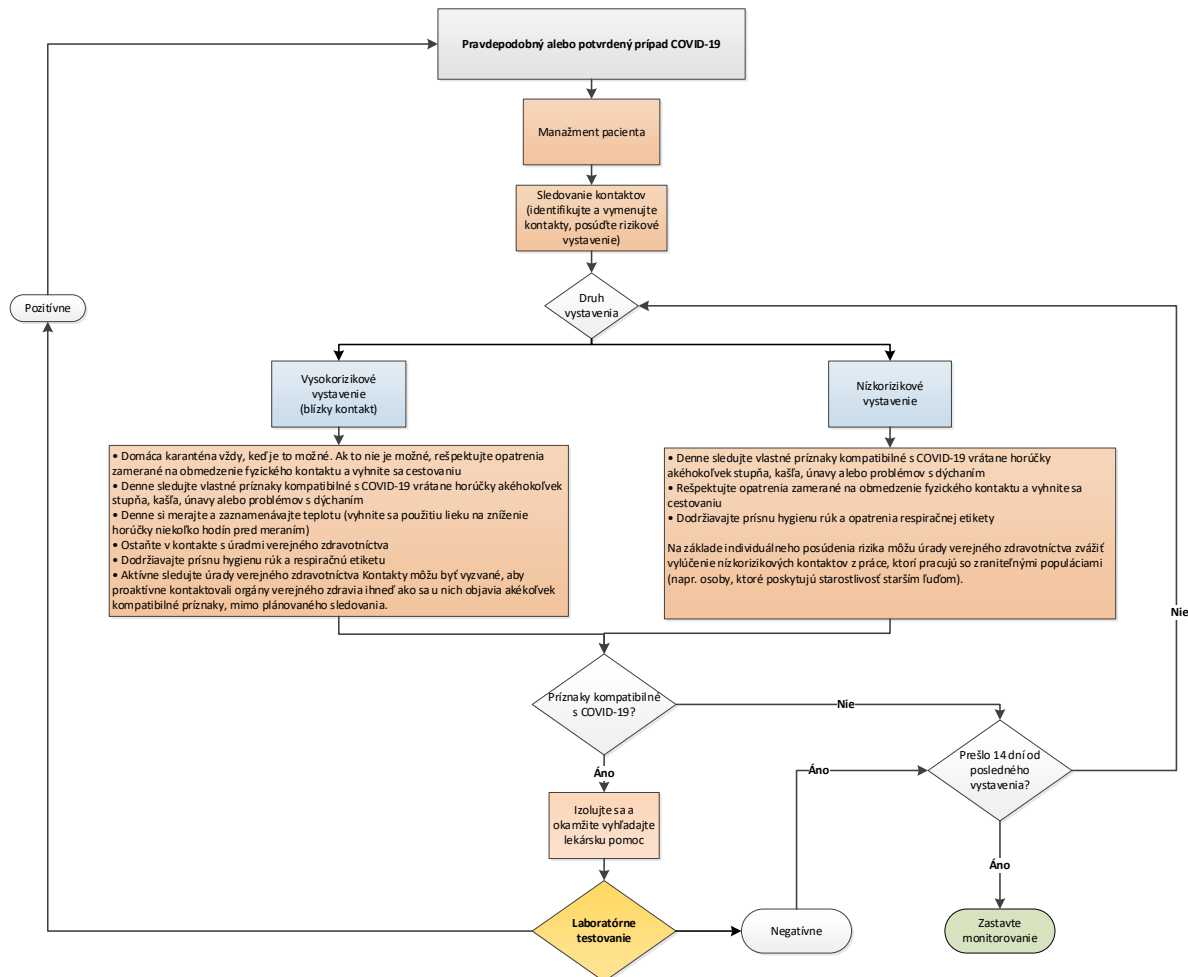 Pravdepodobný alebo potvrdený prípad COVID-19
Manažment pacienta
Sledovanie kontaktov
(identifikujte a vymenujte
kontakty, posúďte rizikové
vystavenie)
Pozitívne
Druh
vystavenia
Vysokorizikové
vystavenie
(blízky kontakt)
Nízkorizikové
vystavenie
• Domáca karanténa vždy, keď je to možné. Ak to nie je možné, rešpektujte opatrenia
zamerané na obmedzenie fyzického kontaktu a vyhnite sa cestovaniu
• Denne sledujte vlastné príznaky kompatibilné s COVID-19 vrátane horúčky akéhokoľvek
stupňa, kašľa, únavy alebo problémov s dýchaním
• Denne si merajte a zaznamenávajte teplotu (vyhnite sa použitiu lieku na zníženie
horúčky niekoľko hodín pred meraním)
• Ostaňte v kontakte s úradmi verejného zdravotníctva
• Dodržiavajte prísnu hygienu rúk a respiračnú etiketu
• Aktívne sledujte úrady verejného zdravotníctva Kontakty môžu byť vyzvané, aby
proaktívne kontaktovali orgány verejného zdravia ihneď ako sa u nich objavia akékoľvek
kompatibilné príznaky, mimo plánovaného sledovania.
• Denne sledujte vlastné príznaky kompatibilné s COVID-19 vrátane horúčky
akéhokoľvek stupňa, kašľa, únavy alebo problémov s dýchaním
• Rešpektujte opatrenia zamerané na obmedzenie fyzického kontaktu a vyhnite sa
cestovaniu
• Dodržiavajte prísnu hygienu rúk a opatrenia respiračnej etikety
Na základe individuálneho posúdenia rizika môžu úrady verejného zdravotníctva zvážiť
vylúčenie nízkorizikových kontaktov z práce, ktorí pracujú so zraniteľnými populáciami
(napr. osoby, ktoré poskytujú starostlivosť starším ľuďom).
Nie
Príznaky kompatibilné
s COVID-19?
Nie
Prešlo 14 dní od
posledného
vystavenia?
Áno
Áno
Izolujte sa a
okamžite vyhľadajte
lekársku pomoc
Áno
Laboratórne
testovanie
Negatívne
Zastavte
monitorovanie